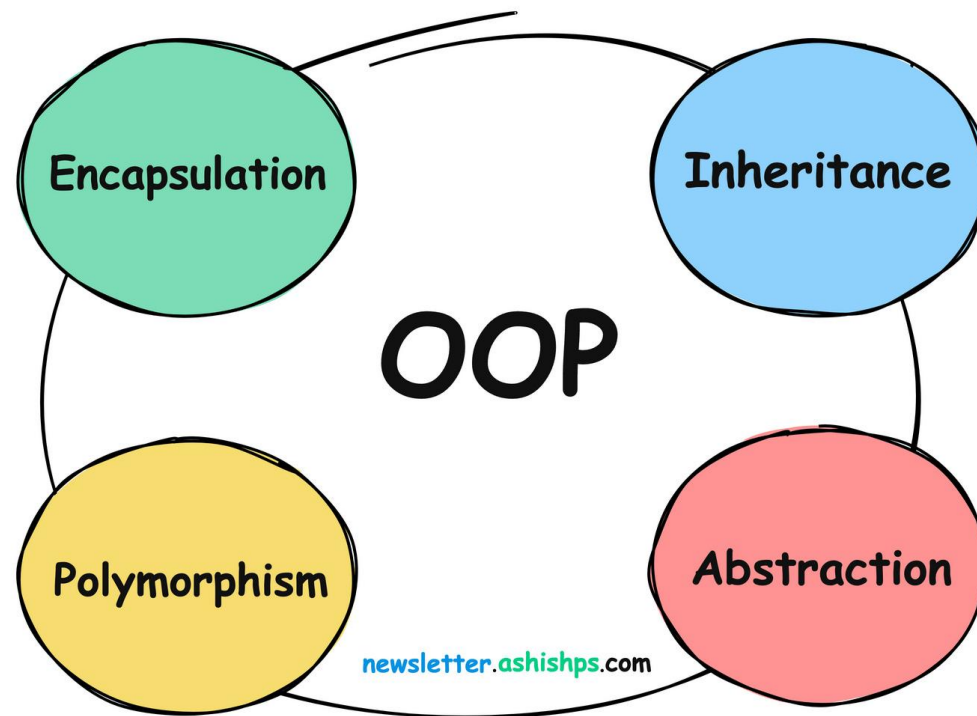 Encapsulation
Inheritance
OOP
Polymorphism
Abstraction
newsletter.ashishps.com